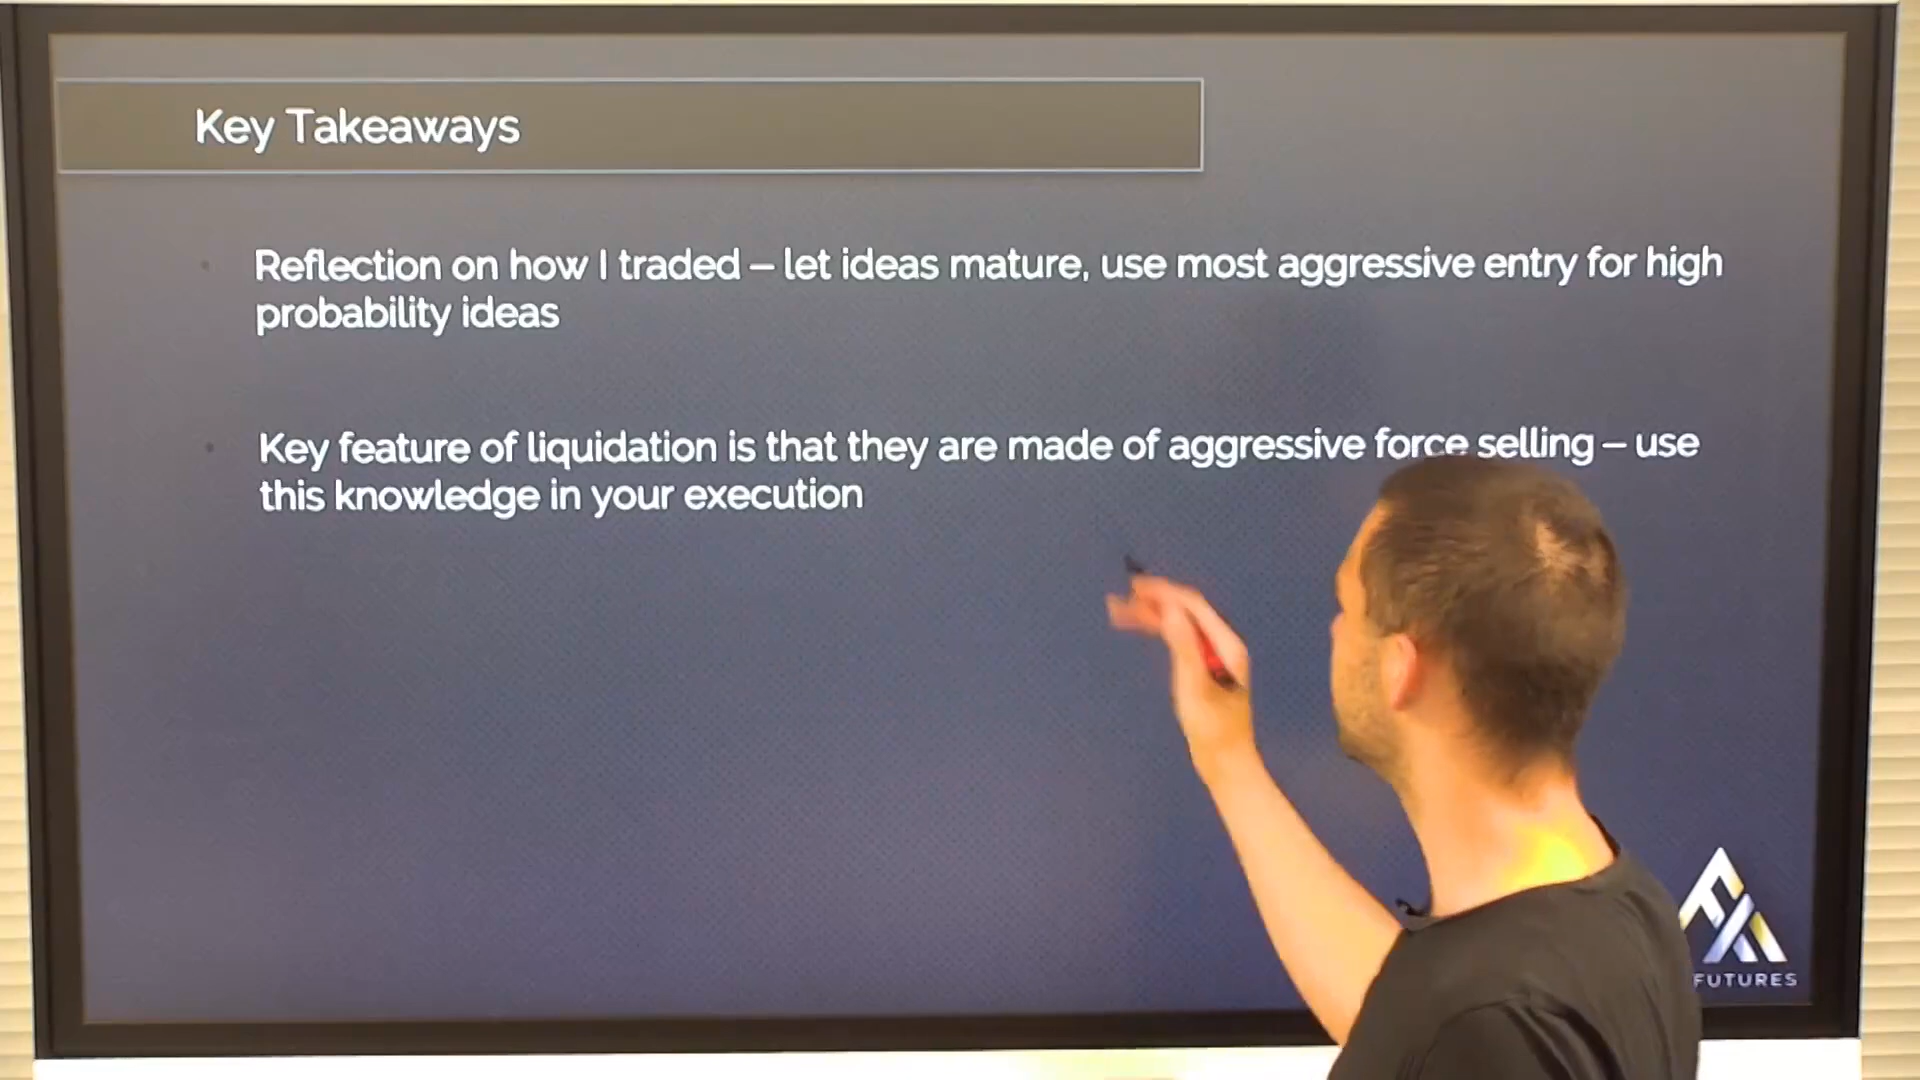 Key Takeaways
Reflection on how I traded – let ideas mature, use most aggressive entry for high
probability ideas
Key feature of liquidation is that they are made of aggressive force selling – use
this knowledge in your execution
FUTURES